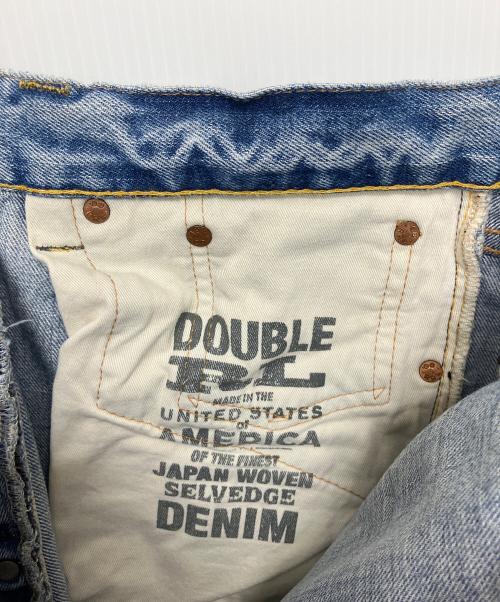 DOUBLE
RL
MADE IN THE
UNITED STATES
OF
AMERICA
OF THE FINEST
JAPAN WOVEN
SELVEDGE
DENIM